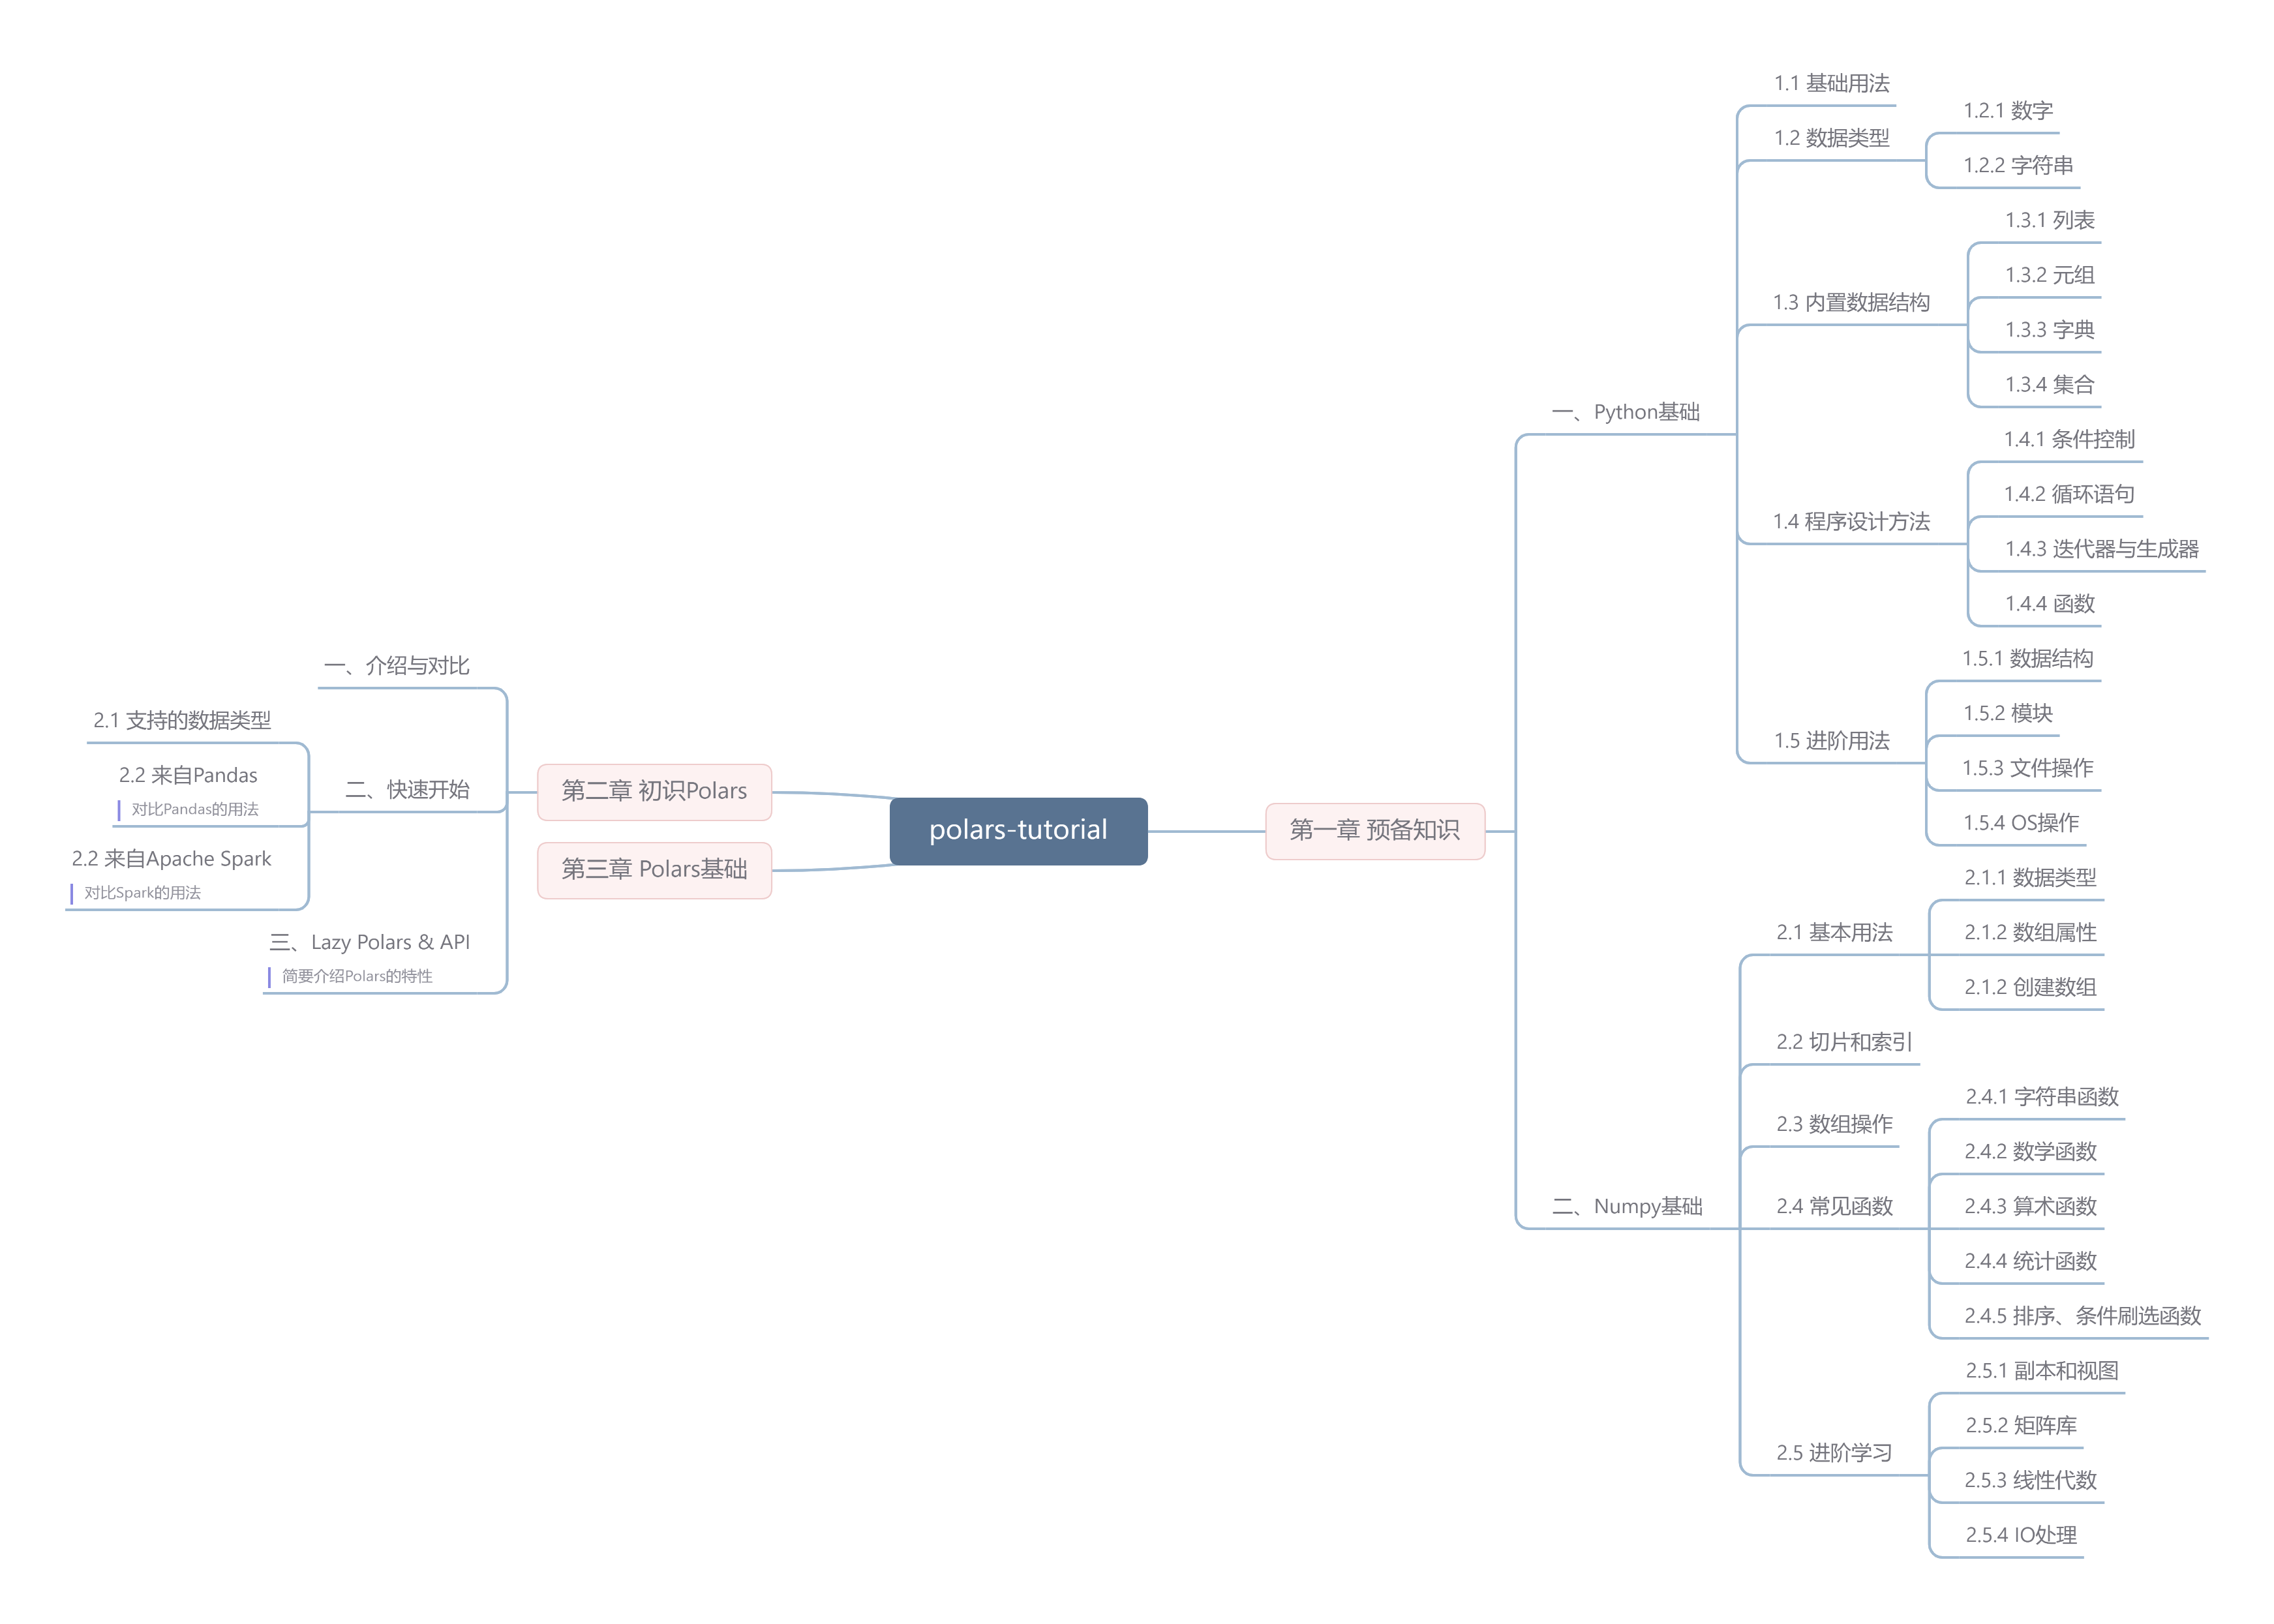 polars-tutorial
第一章 预备知识
一、Python基础
1.1 基础用法
1.2 数据类型
1.2.1 数字
1.2.2 字符串
1.3 内置数据结构
1.3.1 列表
1.3.2 元组
1.3.3 字典
1.3.4 集合
1.4 程序设计方法
1.4.1 条件控制
1.4.2 循环语句
1.4.3 迭代器与生成器
1.4.4 函数
1.5 进阶用法
1.5.1 数据结构
1.5.2 模块
1.5.3 文件操作
1.5.4 OS操作
二、Numpy基础
2.1 基本用法
2.1.1 数据类型
2.1.2 数组属性
2.1.2 创建数组
2.2 切片和索引
2.3 数组操作
2.4 常见函数
2.4.1 字符串函数
2.4.2 数学函数
2.4.3 算术函数
2.4.4 统计函数
2.4.5 排序、条件刷选函数
2.5 进阶学习
2.5.1 副本和视图
2.5.2 矩阵库
2.5.3 线性代数
2.5.4 IO处理
第二章 初识Polars
一、介绍与对比
二、快速开始
2.1 支持的数据类型
2.2 来自Pandas
对比Pandas的用法
2.2 来自Apache Spark
对比Spark的用法
三、Lazy Polars & API
简要介绍Polars的特性
第三章 Polars基础